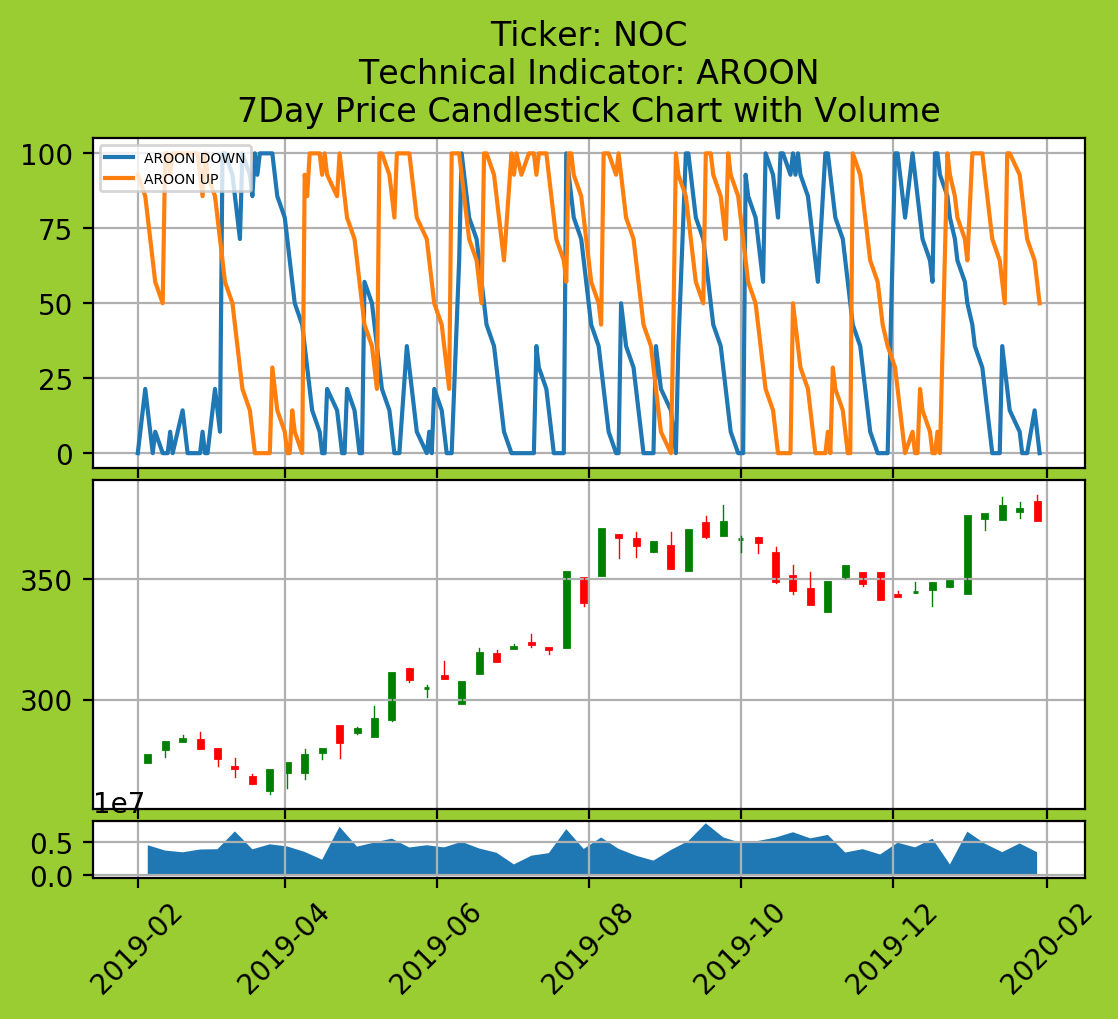 Ticker: NOC
Technical Indicator: AROON
7Day Price Candlestick Chart with Volume
100
75
50
25
0
AROON DOWN
AROON UP
350
300
1e7
0.5
0.0
2019-02
2019-04
2019-06
2019-08
2019-10
2019-12
2020-02